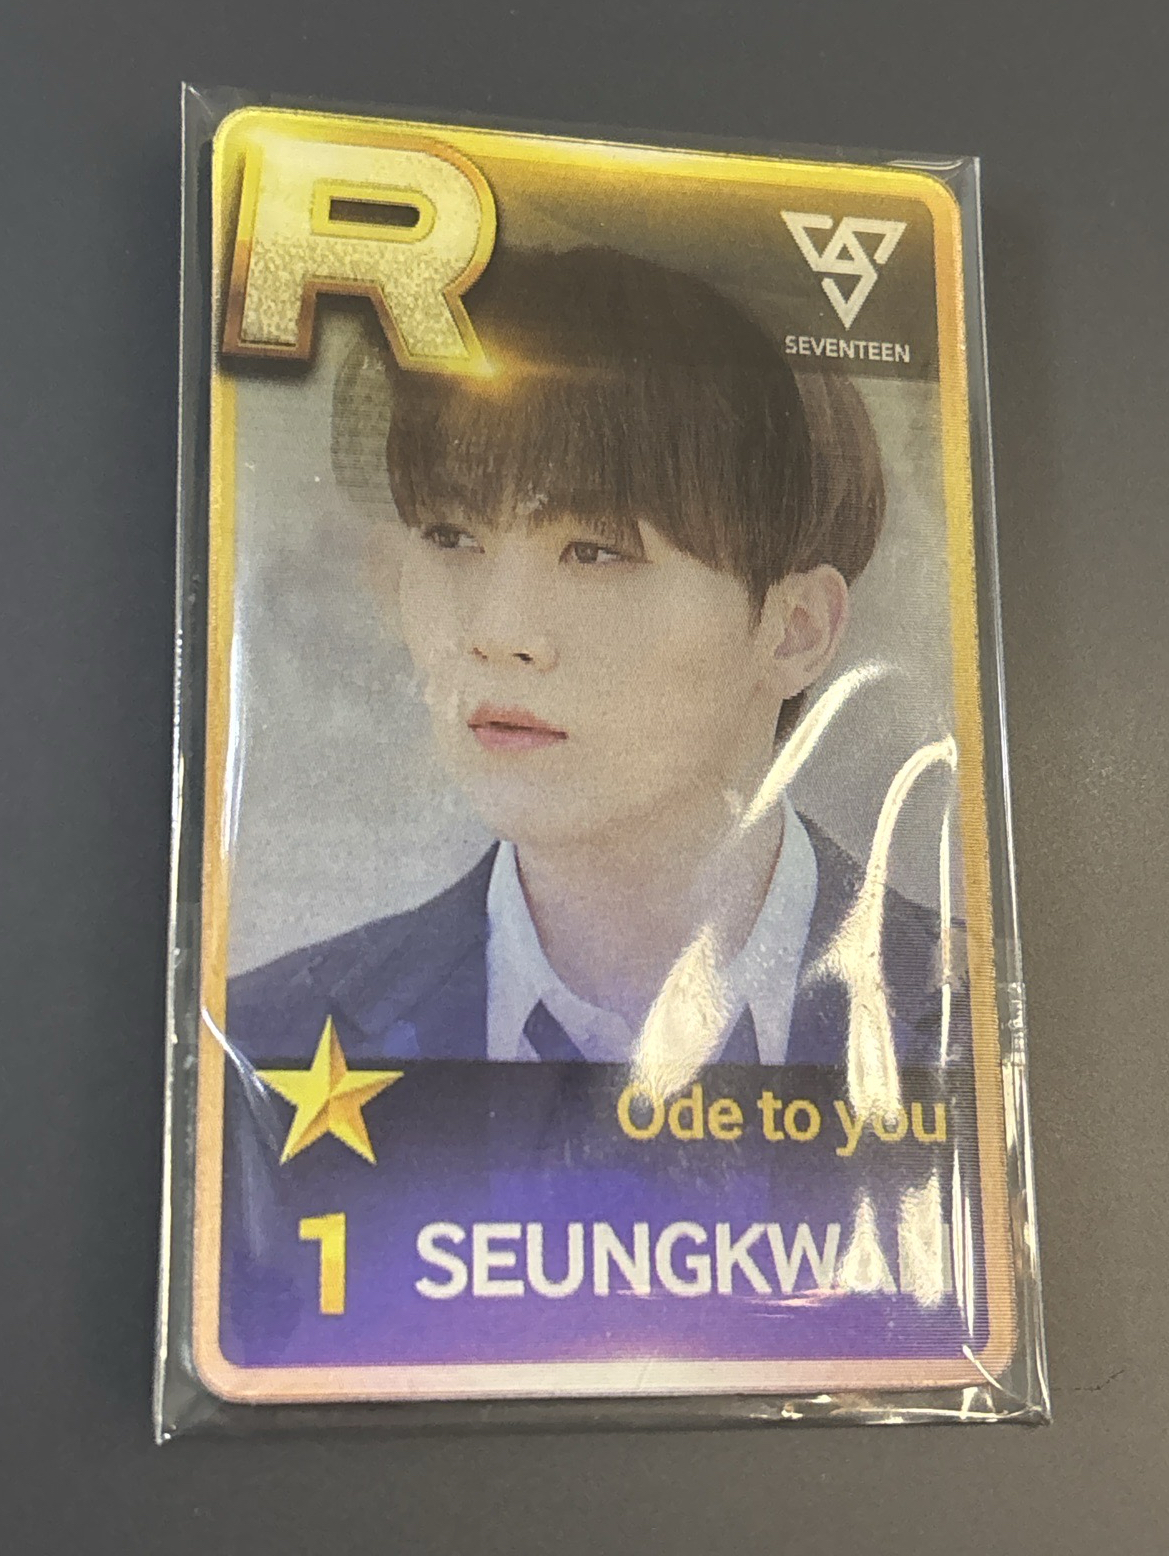 R
SEVENTEEN
Ode to you
1 SEUNGKWAN